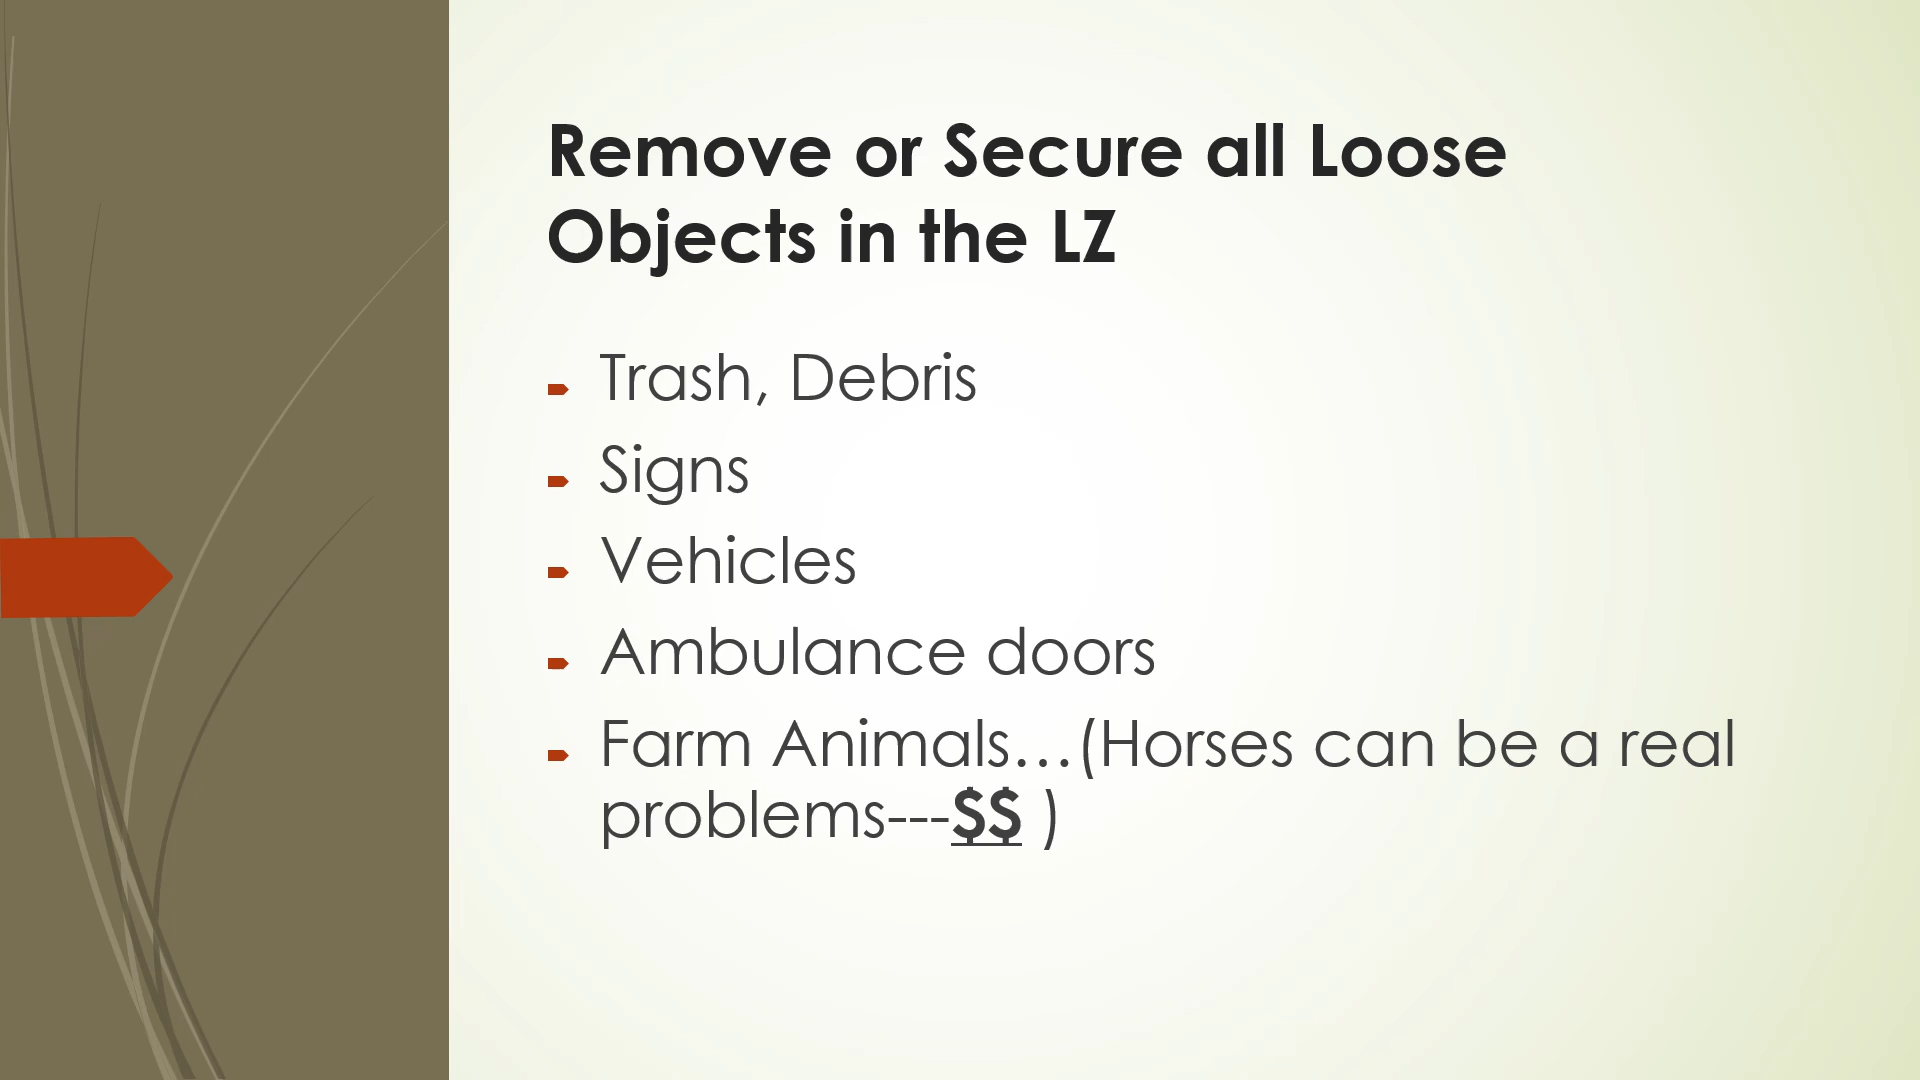 Remove or Secure all Loose
Objects in the LZ
Trash, Debris
Signs
Vehicles
Ambulance doors
Farm Animals…(Horses can be a real
problems---$$ )